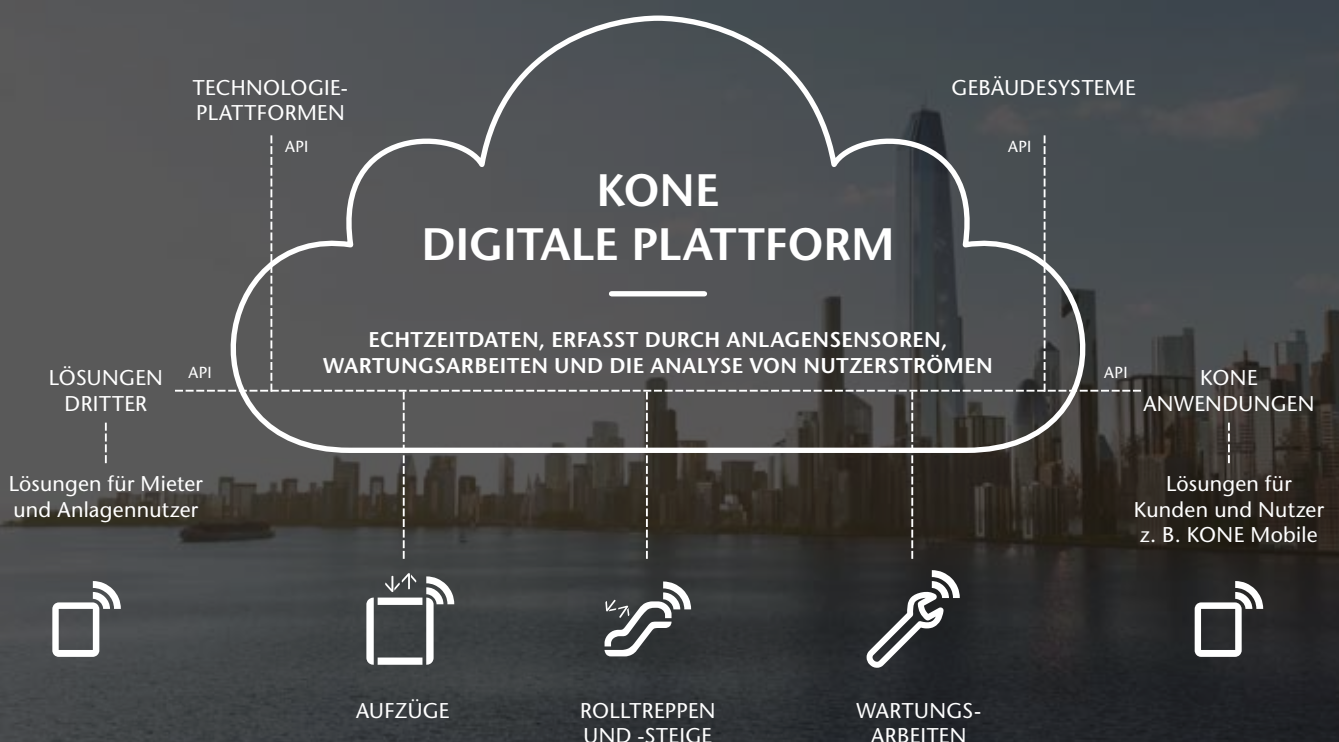 TECHNOLOGIE-
PLATTFORMEN
API
GEBÄUDESYSTEME
API
KONE
DIGITALE PLATTFORM
ECHTZEITDATEN, ERFASST DURCH ANLAGENSENSOREN,
WARTUNGSARBEITEN UND DIE ANALYSE VON NUTZERSTRÖMEN
LÖSUNGEN
DRITTER
API
Lösungen für Mieter
und Anlagennutzer
API
KONE
ANWENDUNGEN
Lösungen für
Kunden und Nutzer
z. B. KONE Mobile
AUFZÜGE
ROLLTREPPEN
UND -STEIGE
WARTUNGS-
ARBEITEN